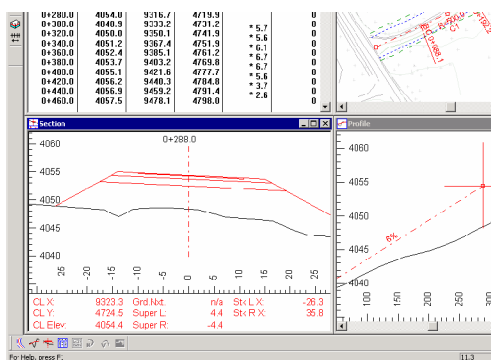 0+280.0 4054.0 9316.7 4719.9 0
0+300.0 4040.9 9333.2 4731.2 * 5.7 0
0+320.0 4050.0 9350.1 4741.9 * 5.6 0
0+340.0 4051.2 9367.4 4751.9 * 6.1 0
0+360.0 4052.4 9385.1 4761.2 * 6.7 0
0+380.0 4053.7 9403.2 4769.8 * 6.7 0
0+400.0 4055.1 9421.6 4777.7 * 5.6 0
0+420.0 4056.2 9440.3 4784.8 * 3.7 0
0+440.0 4056.9 9459.2 4791.4 * 2.6 0
0+460.0 4057.5 9478.1 4798.0 0
Section
Profile
0+288.0
4060
4055
4050
4045
4040
25 20 -15 -10 -5 0 5 10 15 20 25
CL X: 9323.3 Grd.Nxt: n/a Stk L X: -26.3
CL Y: 4724.5 Super L: 4.4 Stk R X: 35.8
CL Elev: 4054.4 Super R: -4.4
4060
4055
4050
4045
4040
8%
100 150 200 250 300
For Help, press F
11.3